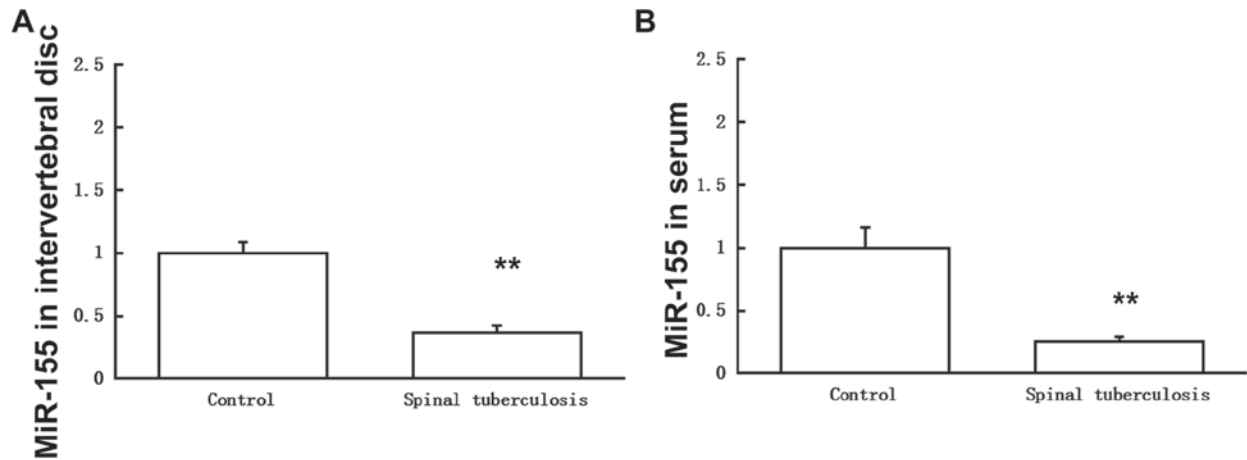 A
MiR-155 in intervertebral disc
2.5
2
1.5
1
0.5
0
**
Control
Spinal tuberculosis
B
MiR-155 in serum
2.5
2
1.5
1
0.5
0
**
Control
Spinal tuberculosis